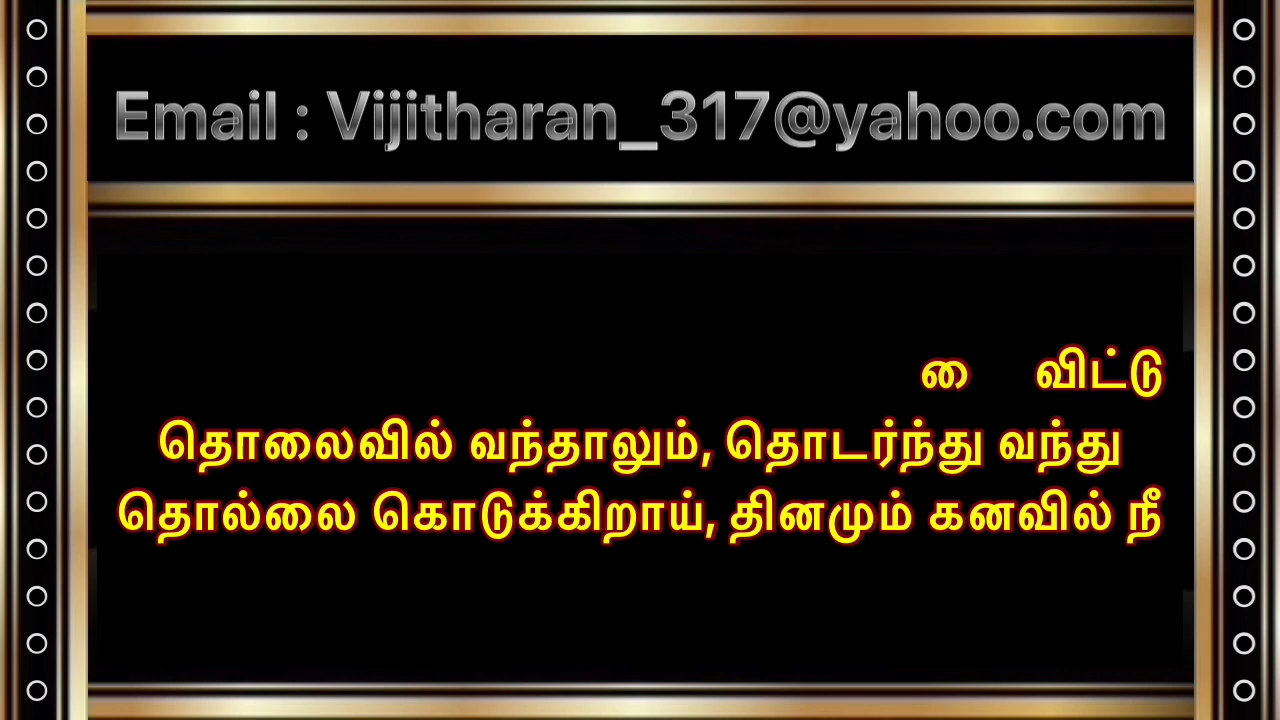 Email : Vijitharan_317@yahoo.com
வை விட்டு
தொலைவில் வந்தாலும், தொடர்ந்து வந்து
தொல்லை கொடுக்கிறாய், தினமும் கனவில் நீ